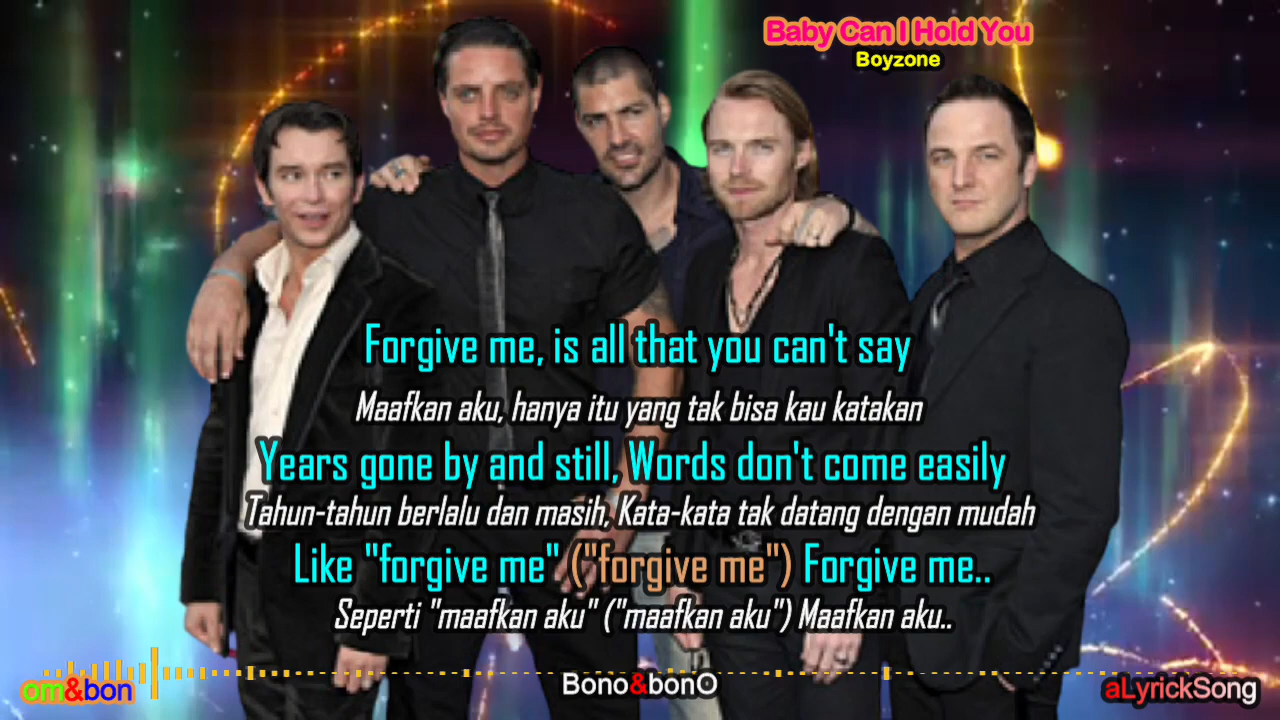 Baby Can I Hold You
Boyzone
Forgive me, is all that you can't say
Maafkan aku, hanya itu yang tak bisa kau katakan
Years gone by and still, Words don't come easily
Tahun-tahun berlalu dan masih, Kata-kata tak datang dengan mudah
Like "forgive me" ("forgive me") Forgive me..
Seperti "maafkan aku" ("maafkan aku") Maafkan aku..
om&bon
Bono&bonO
aLyrickSong